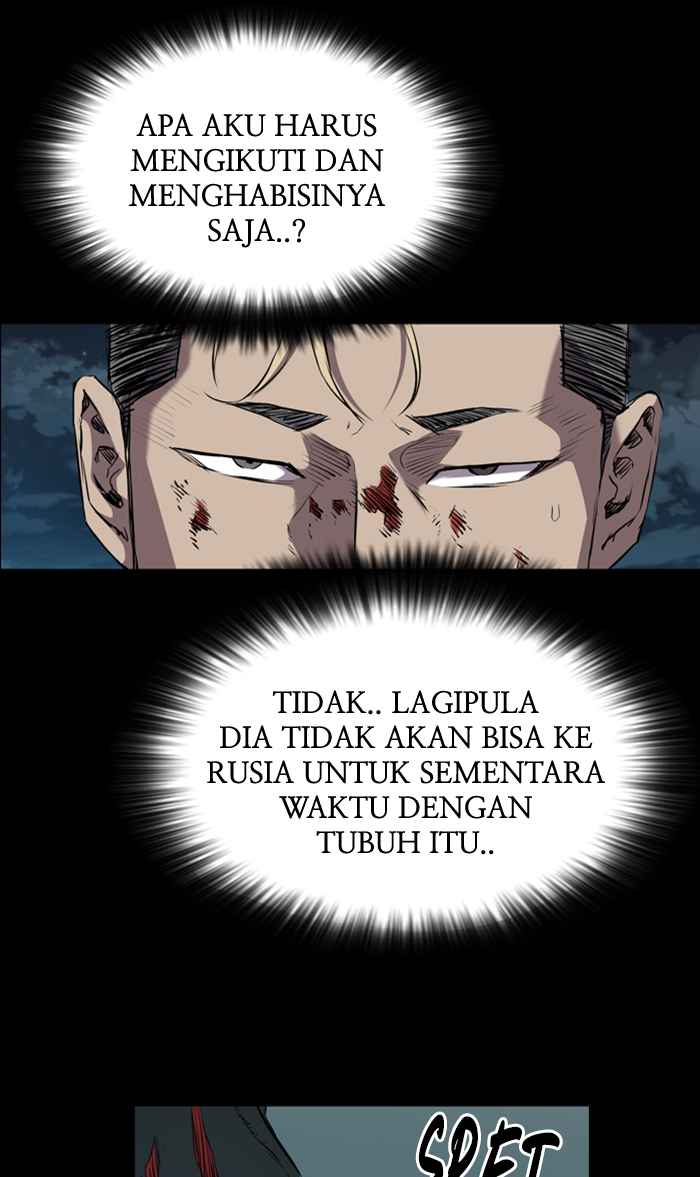 APA AKU HARUS
MENGIKUTI DAN
MENGHABISINYA
SAJA..?
TIDAK.. LAGIPULA
DIA TIDAK AKAN BISA KE
RUSIA UNTUK SEMENTARA
WAKTU DENGAN
TUBUH ITU..
SRET